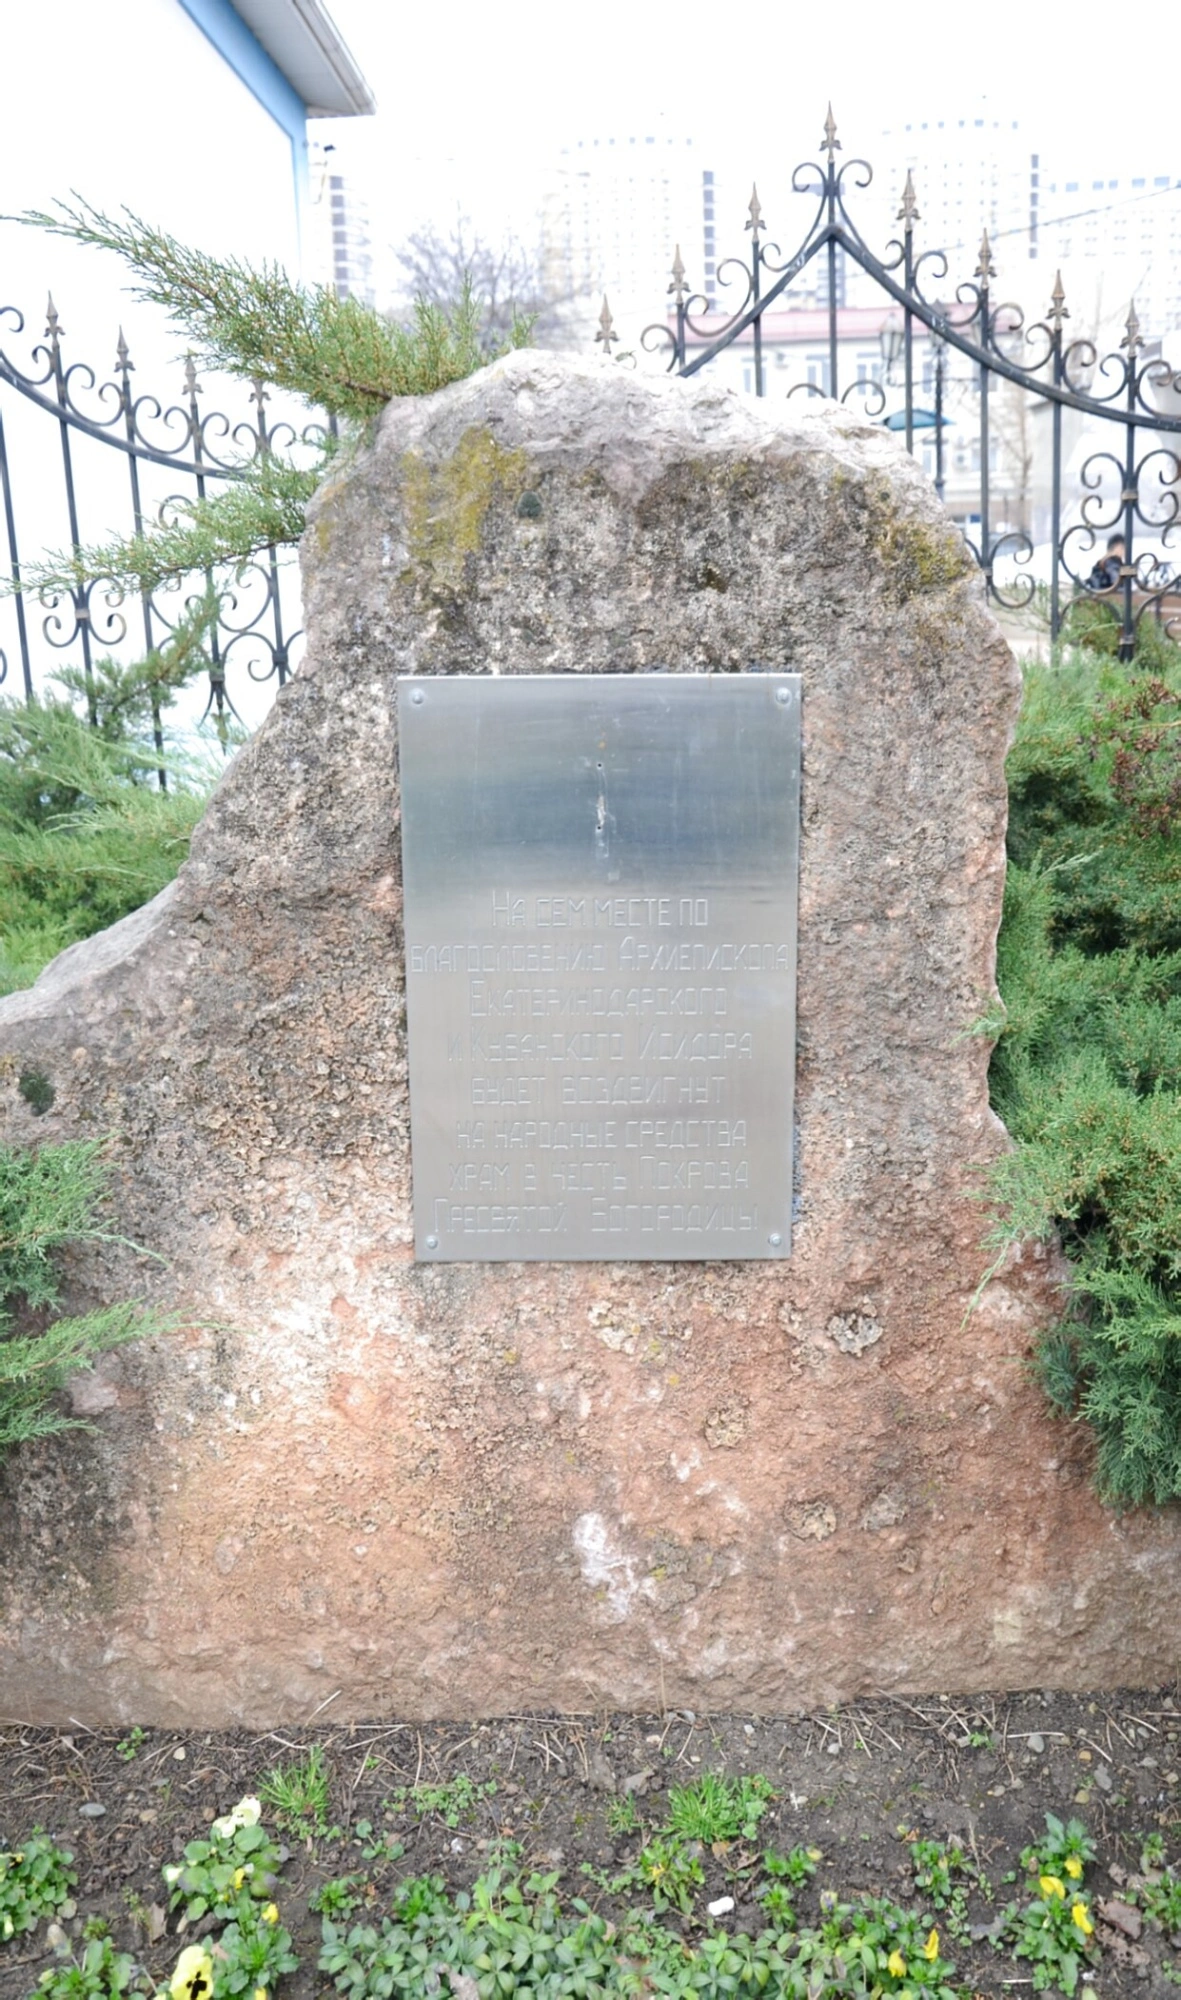 На сем месте по
благословению Архиепископа
Екатеринодарского
и Кубанского Исидора
будет воздвигнут
на народные средства
храм в честь Покрова
Пресвятой Богородицы